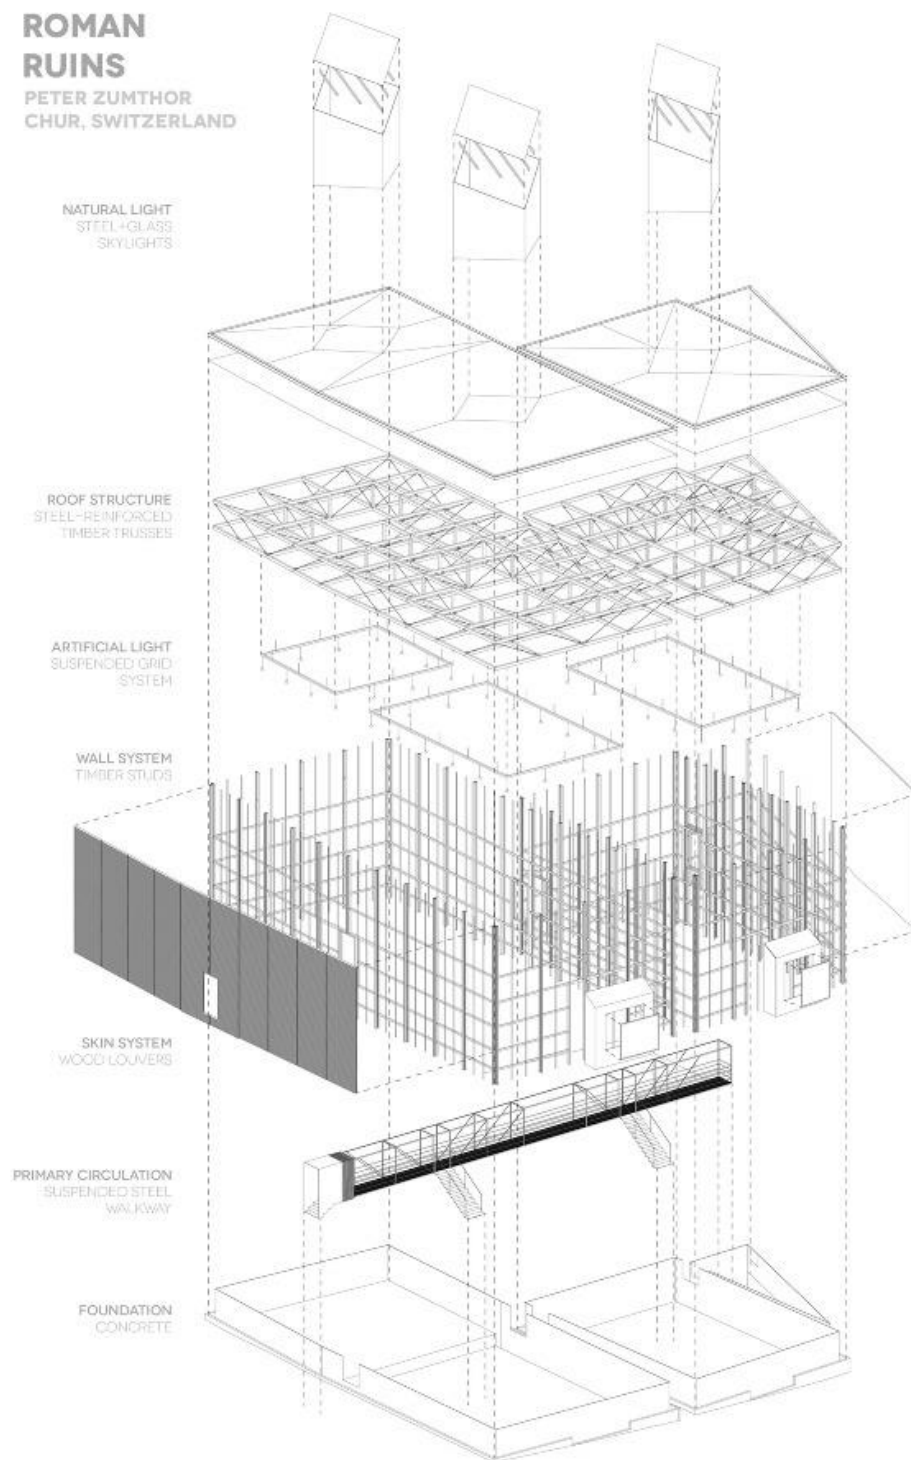 ROMAN
RUINS
PETER ZUMTHOR
CHUR, SWITZERLAND
NATURAL LIGHT
STEEL+GLASS
SKYLIGHTS
ROOF STRUCTURE
STEEL-REINFORCED
TIMBER TRUSSES
ARTIFICIAL LIGHT
SUSPENDED GRID
SYSTEM
WALL SYSTEM
TIMBER STUDS
SKIN SYSTEM
WOOD LOUVERS
PRIMARY CIRCULATION
SUSPENDED STEEL
WALKWAY
FOUNDATION
CONCRETE